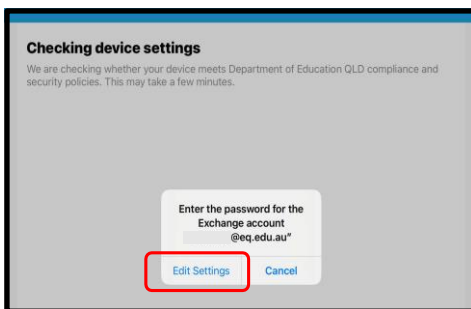 Checking device settings
We are checking whether your device meets Department of Education QLD compliance and
security policies. This may take a few minutes.
Enter the password for the
Exchange account
@eq.edu.au"
Edit Settings
Cancel